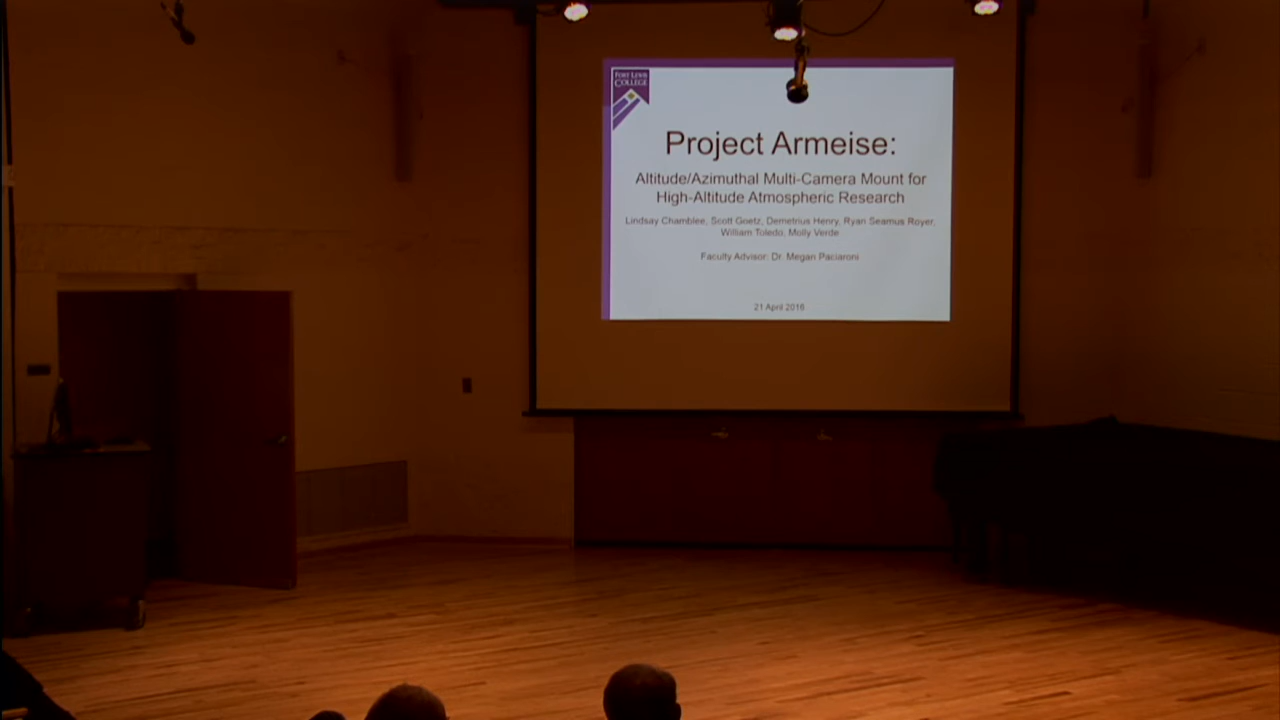 FORT LEWIS
COLLEGE
Project Armeise:
Altitude/Azimuthal Multi-Camera Mount for
High-Altitude Atmospheric Research
Lindsay Chamblee, Scott Goetz, Demetrius Henry, Ryan Seamus Royer,
William Toledo, Molly Verde
Faculty Advisor: Dr. Megan Paciaroni
21 April 2016